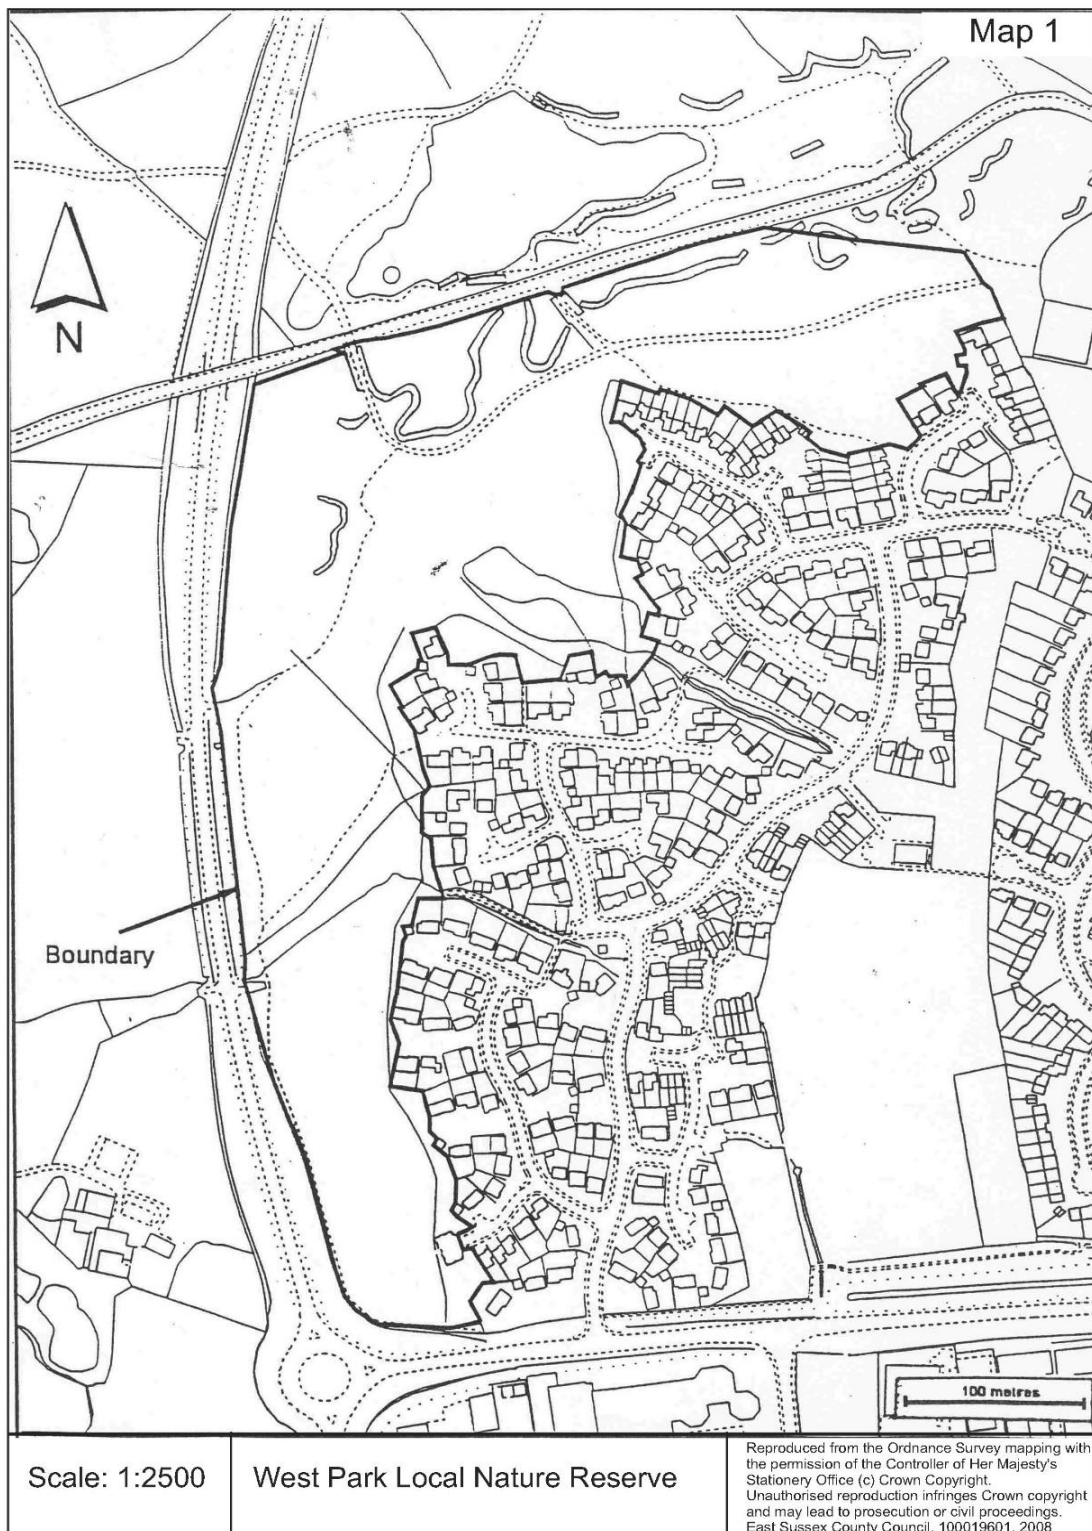 Map 1
N
Boundary
100 metres
Scale: 1:2500
West Park Local Nature Reserve
Reproduced from the Ordnance Survey mapping with
the permission of the Controller of Her Majesty's
Stationery Office (c) Crown Copyright.
Unauthorised reproduction infringes Crown copyright
and may lead to prosecution or civil proceedings.
East Sussex County Council, 100019601, 2008